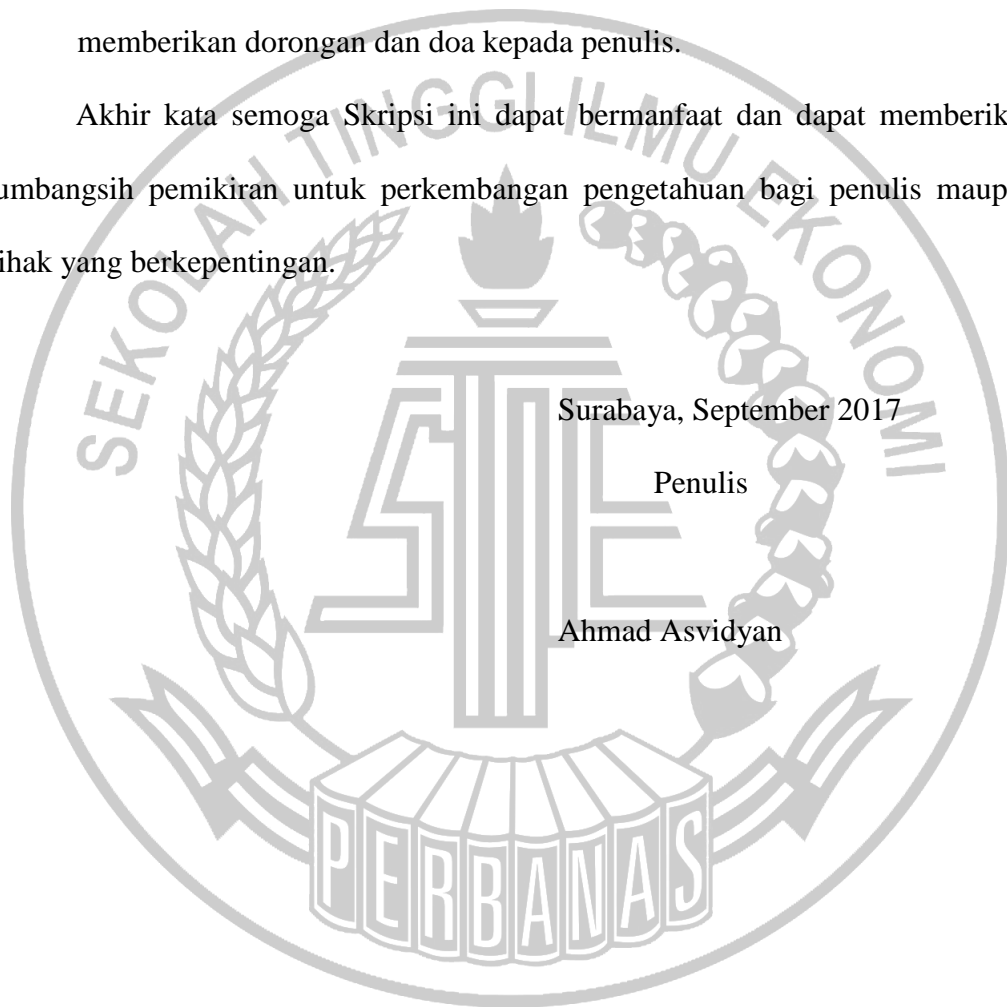 memberikan dorongan dan doa kepada penulis.
Akhir kata semoga Skripsi ini dapat bermanfaat dan dapat memberik
umbangsih pemikiran untuk perkembangan pengetahuan bagi penulis maup
ihak yang berkepentingan.
Surabaya, September 2017
Penulis
Ahmad Asvidyan
SEKOLAH TINGGI ILMU EKONOMI
STIE
PERBANAS